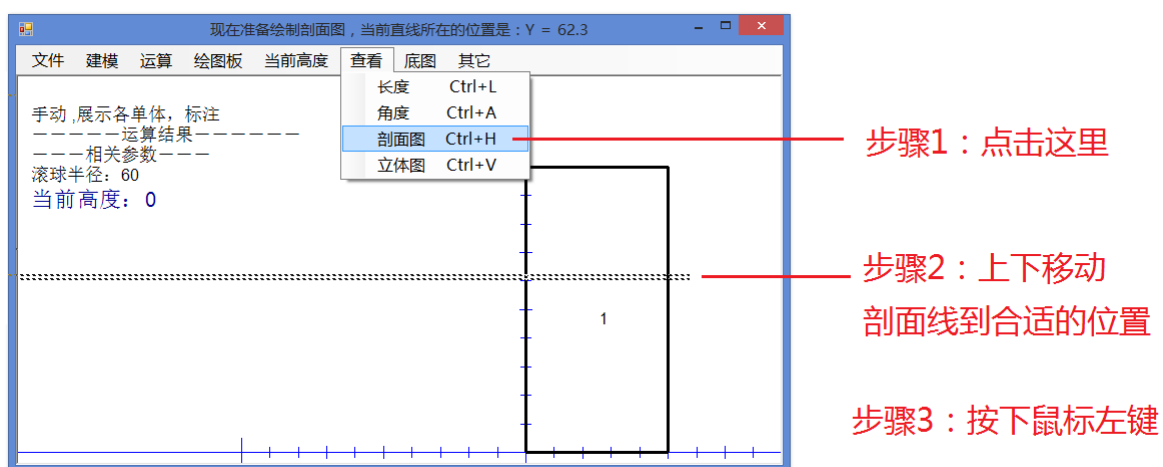 现在准备绘制剖面图，当前直线所在的位置是：Y = 62.3
文件 建模 运算 绘图板 当前高度 查看 底图 其它
长度 Ctrl+L
角度 Ctrl+A
剖面图 Ctrl+H
立体图 Ctrl+V
手动 ,展示各单体，标注
－－－－－运算结果－－－－－－
－－－相关参数－－－
滚球半径：60
当前高度：0
1
步骤1：点击这里
步骤2：上下移动
剖面线到合适的位置
步骤3：按下鼠标左键